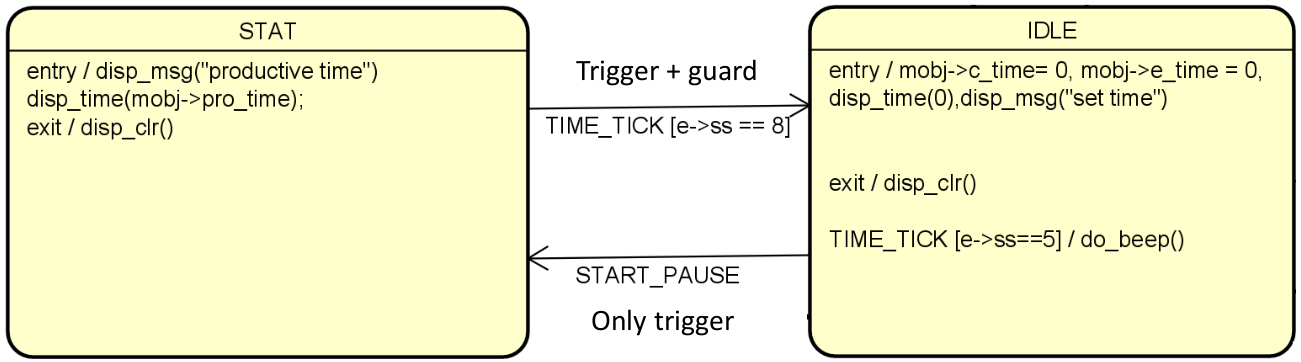 STAT
entry / disp_msg("productive time")
disp_time(mobj->pro_time);
exit / disp_clr()
Trigger + guard
TIME_TICK [e->ss == 8]
START_PAUSE
Only trigger
IDLE
entry / mobj->c_time= 0, mobj->e_time = 0,
disp_time(0),disp_msg("set time")
exit / disp_clr()
TIME_TICK [e->ss==5] / do_beep()